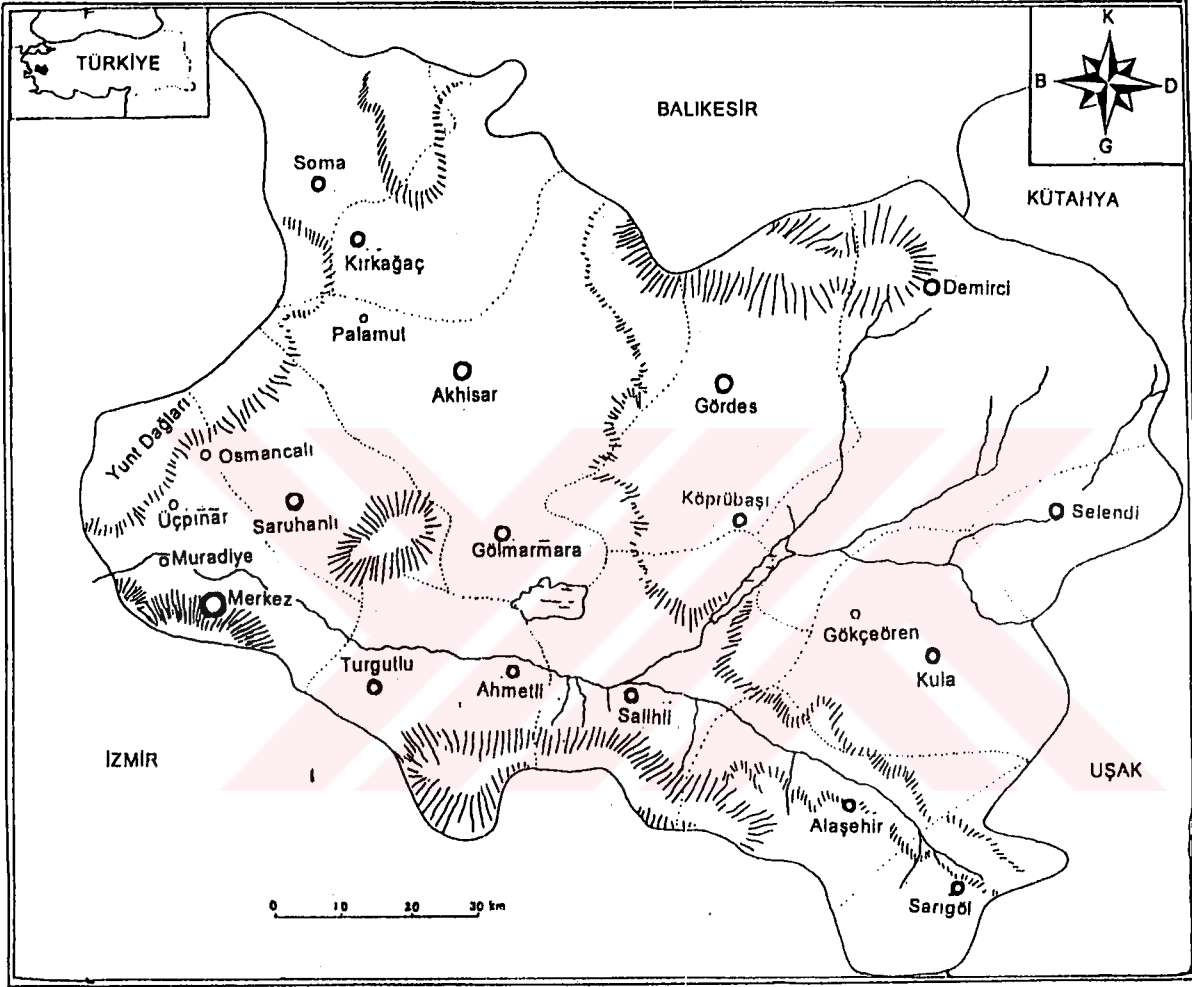 TÜRKİYE
K
B
D
G
BALIKESİR
KÜTAHYA
Soma
Kırkağaç
Demirci
Palamut
Akhisar
Gördes
Yunt Dağları
Osmancalı
Üçpınar
Saruhanlı
Köprübaşı
Selendi
Gölmarmara
Muradiye
Merkez
Gökçeören
Kula
Turgutlu
Ahmetli
Salihli
İZMİR
UŞAK
Alaşehir
Sarıgöl
0 10 20 30 km